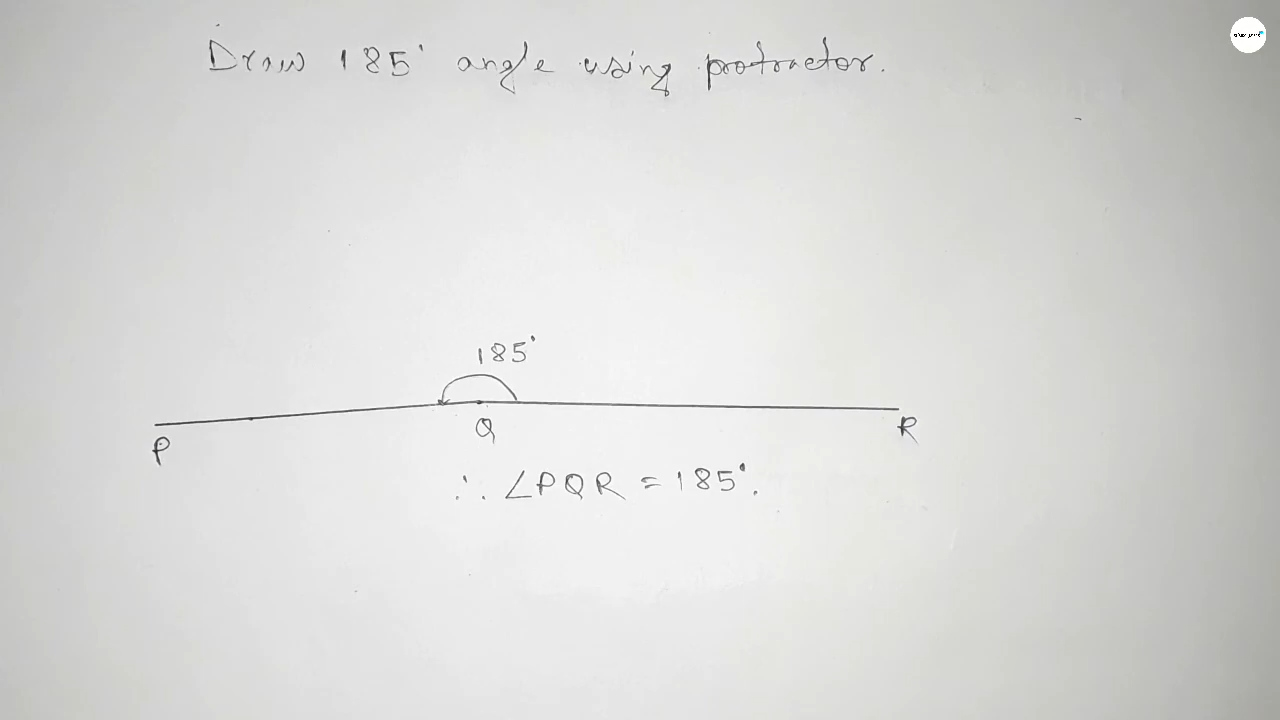 Draw 185° angle using protractor.
185°
P
Q
R
∴ ∠PQR = 185°.